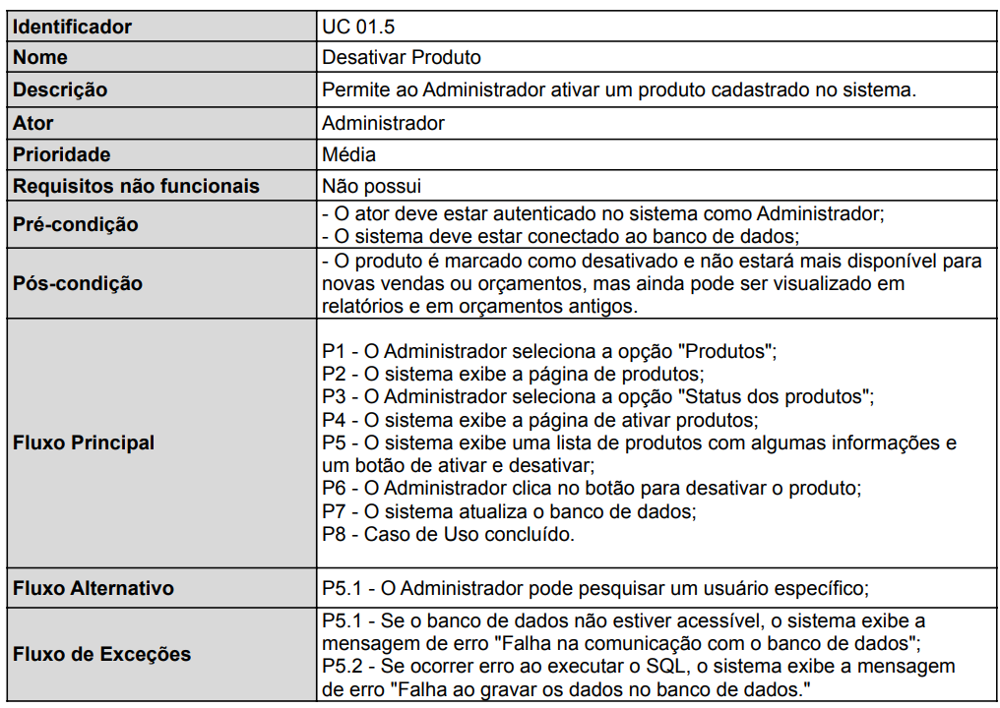 Identificador
UC 01.5
Nome
Desativar Produto
Descrição
Permite ao Administrador ativar um produto cadastrado no sistema.
Ator
Administrador
Prioridade
Média
Requisitos não funcionais
Não possui
Pré-condição
- O ator deve estar autenticado no sistema como Administrador;
- O sistema deve estar conectado ao banco de dados;
Pós-condição
- O produto é marcado como desativado e não estará mais disponível para
novas vendas ou orçamentos, mas ainda pode ser visualizado em
relatórios e em orçamentos antigos.
Fluxo Principal
P1 - O Administrador seleciona a opção "Produtos";
P2 - O sistema exibe a página de produtos;
P3 - O Administrador seleciona a opção "Status dos produtos";
P4 - O sistema exibe a página de ativar produtos;
P5 - O sistema exibe uma lista de produtos com algumas informações e
um botão de ativar e desativar;
P6 - O Administrador clica no botão para desativar o produto;
P7 - O sistema atualiza o banco de dados;
P8 - Caso de Uso concluído.
Fluxo Alternativo
P5.1 - O Administrador pode pesquisar um usuário específico;
Fluxo de Exceções
P5.1 - Se o banco de dados não estiver acessível, o sistema exibe a
mensagem de erro "Falha na comunicação com o banco de dados";
P5.2 - Se ocorrer erro ao executar o SQL, o sistema exibe a mensagem
de erro "Falha ao gravar os dados no banco de dados."